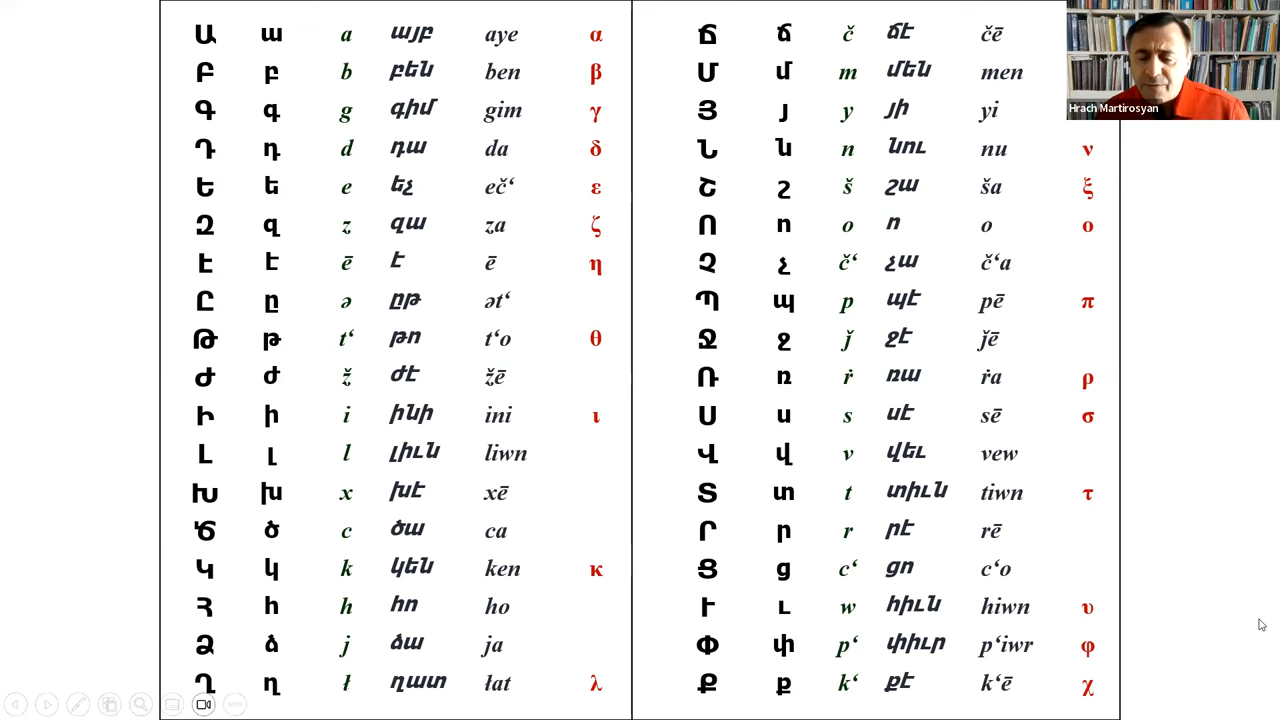 Ա ա a այբ aye α
Բ բ b բեն ben β
Գ գ g գիմ gim γ
Դ դ d դա da δ
Ե ե e եչ eč‘ ε
Զ զ z զա za ζ
Է է ē է ē η
Ը ը ə ըթ ət‘
Թ թ t‘ թո t‘o θ
Ժ ժ ž ժէ žē
Ի ի i ինի ini ι
Լ լ l լիւն liwn
Խ խ x խէ xē
Ծ ծ c ծա ca
Կ կ k կեն ken κ
Հ հ h հո ho
Ձ ձ j ձա ja
Ղ ղ ł ղատ łat λ
Ճ ճ č ճէ čē
Մ մ m մեն men
Յ յ y յի yi
Ն ն n նու nu ν
Շ շ š շա ša ξ
Ո ո o ո o ο
Չ չ č‘ չա č‘a
Պ պ p պէ pē π
Ջ ջ ǰ ջէ ǰē
Ռ ռ ṙ ռա ṙa ρ
Ս ս s սէ sē σ
Վ վ v վեւ vew
Տ տ t տիւն tiwn τ
Ր ր r րէ rē
Ց ց c‘ ցո c‘o
Ւ ւ w հիւն hiwn υ
Փ փ p‘ փիւր p‘iwr φ
Ք ք k‘ քէ k‘ē χ
Hrach Martirosyan